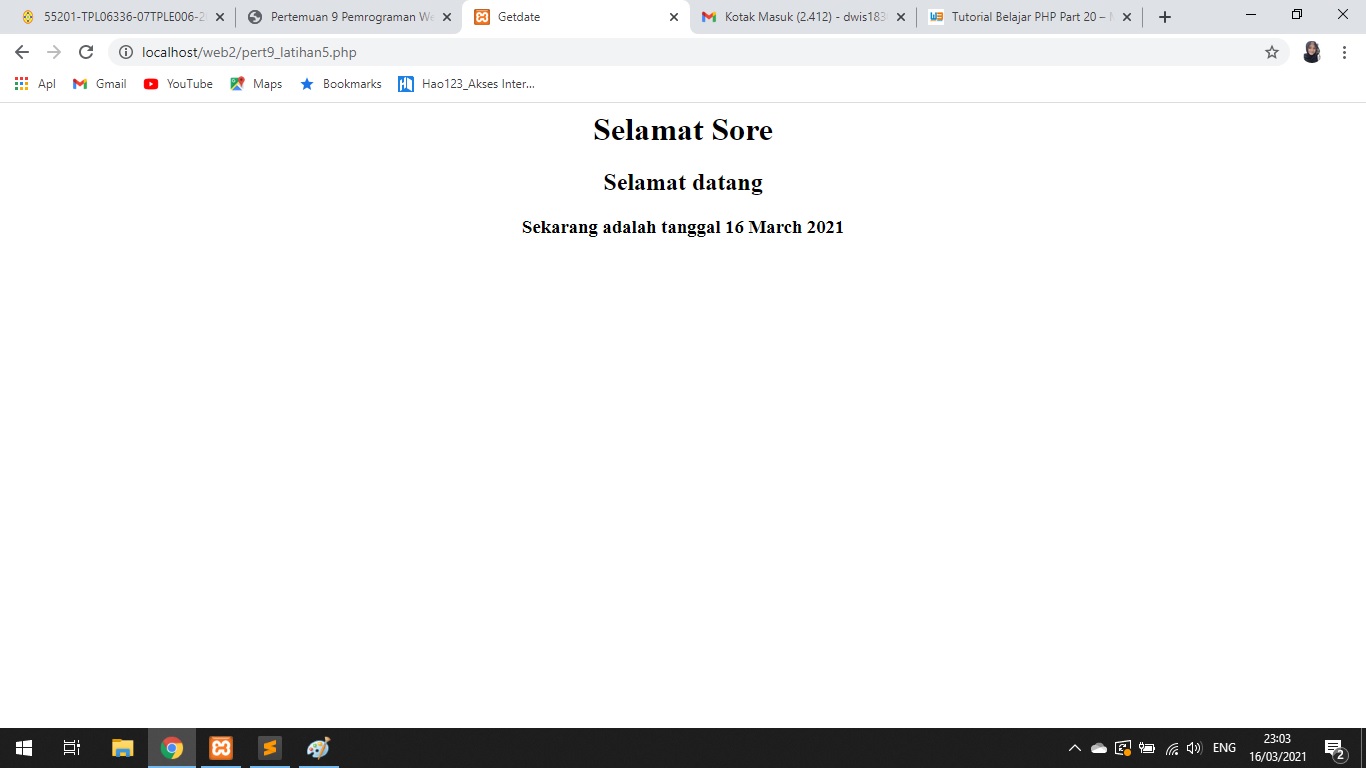 55201-TPL06336-07TPLE006-2
Pertemuan 9 Pemrograman We
Getdate
Kotak Masuk (2.412) - dwis183
Tutorial Belajar PHP Part 20 –
localhost/web2/pert9_latihan5.php
Apl
Gmail
YouTube
Maps
Bookmarks
Hao123_Akses Inter...
Selamat Sore
Selamat datang
Sekarang adalah tanggal 16 March 2021
ENG
23:03
16/03/2021
2